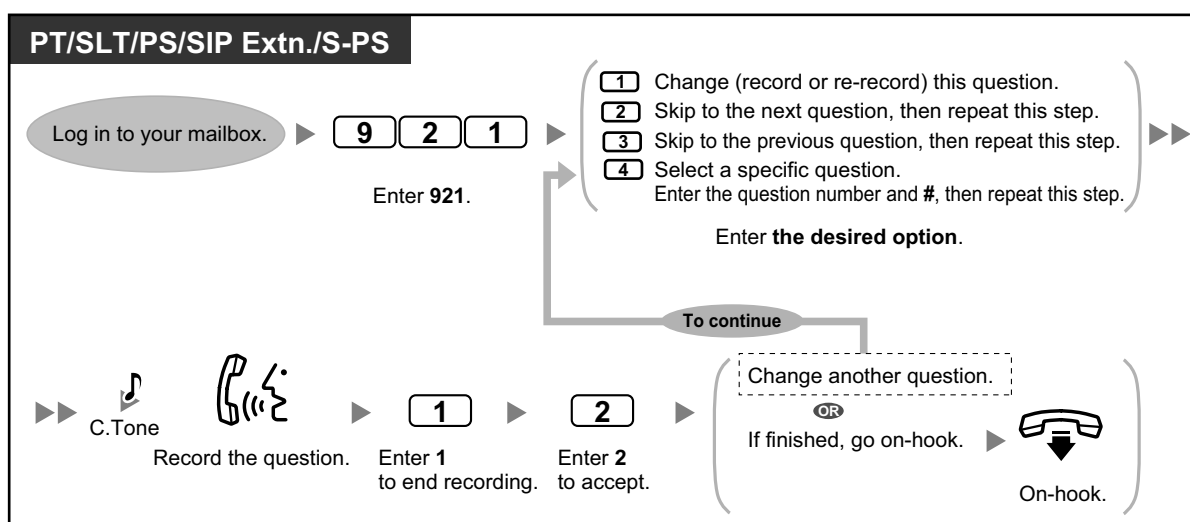 PT/SLT/PS/SIP Extn./S-PS
Log in to your mailbox.
9 2 1
Enter 921.
1 Change (record or re-record) this question.
2 Skip to the next question, then repeat this step.
3 Skip to the previous question, then repeat this step.
4 Select a specific question.
Enter the question number and #, then repeat this step.
Enter the desired option.
To continue
C.Tone
Record the question.
1
Enter 1
to end recording.
2
Enter 2
to accept.
Change another question.
OR
If finished, go on-hook.
On-hook.